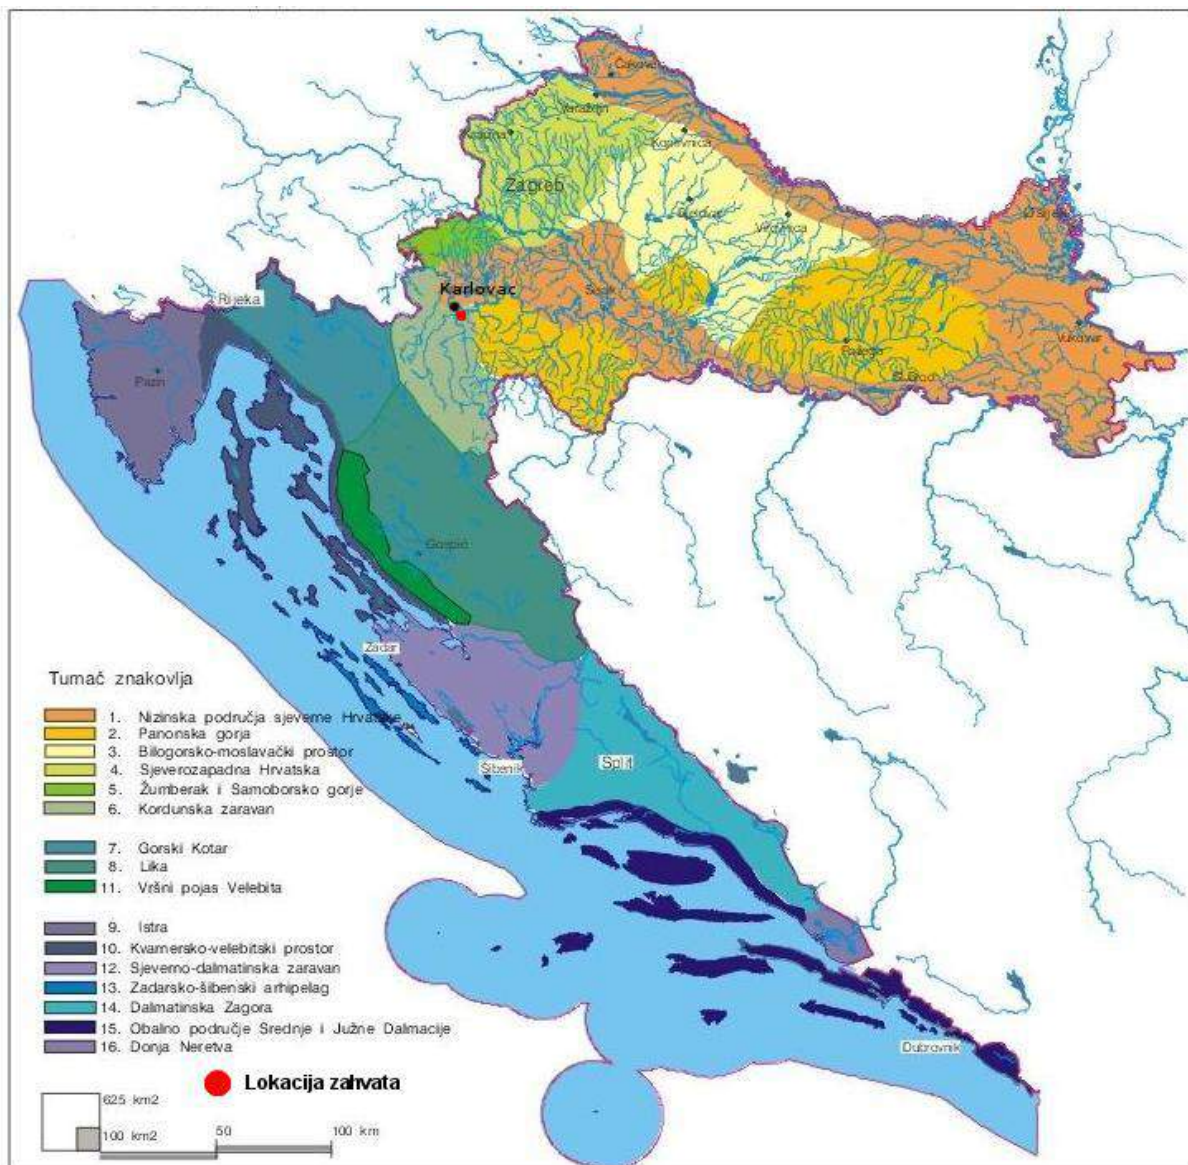 Čakovec
Varaždin
Krapina
Koprivnica
Zagreb
Bjelovar
Virovitica
Osijek
Karlovac
Sisak
Rijeka
Vukovar
Požega
Pazin
Gospić
Zadar
Tumač znakovlja
1. Nizinska područja sjeverne Hrvatske
2. Panonska gorja
3. Bilogorsko-moslavački prostor
Šibenik
Split
4. Sjeverozapadna Hrvatska
5. Žumberak i Samoborsko gorje
6. Kordunska zaravan
7. Gorski Kotar
8. Lika
11. Vršni pojas Velebita
9. Istra
10. Kvarnersko-velebitski prostor
12. Sjeverno-dalmatinska zaravan
13. Zadarsko-šibenski arhipelag
14. Dalmatinska Zagora
15. Obalno područje Srednje i Južne Dalmacije
16. Donja Neretva
Dubrovnik
Lokacija zahvata
625 km2
100 km2
50
100 km